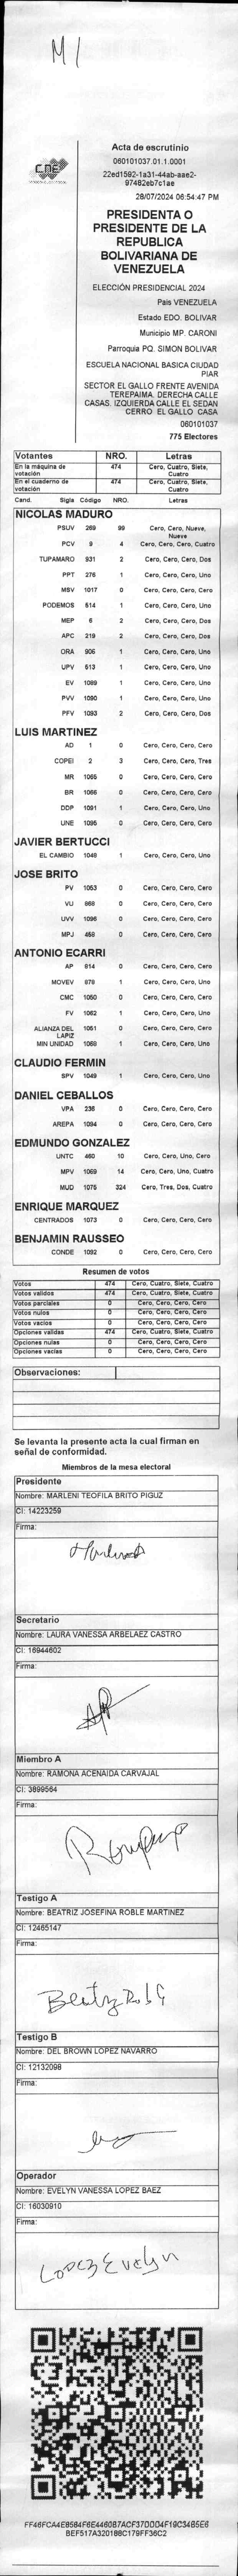 M1
CNE
Acta de escrutinio
060101037.01.1.0001
22ed1592-1a31-44ab-aae2-
97482eb7c1ae
28/07/2024 06:54:47 PM
PRESIDENTA O
PRESIDENTE DE LA
REPUBLICA
BOLIVARIANA DE
VENEZUELA
ELECCIÓN PRESIDENCIAL 2024
Pais VENEZUELA
Estado EDO. BOLIVAR
Municipio MP. CARONI
Parroquia PQ. SIMON BOLIVAR
ESCUELA NACIONAL BASICA CIUDAD
PIAR
SECTOR EL GALLO FRENTE AVENIDA
TEREPAIMA. DERECHA CALLE
CASAS. IZQUIERDA CALLE EL SEDAN
CERRO EL GALLO CASA
060101037
775 Electores
Votantes NRO. Letras
En la máquina de votación 474 Cero, Cuatro, Siete, Cuatro
En el cuaderno de votación 474 Cero, Cuatro, Siete, Cuatro
Cand. Sigla Código NRO. Letras
NICOLAS MADURO
PSUV 269 99 Cero, Cero, Nueve, Nueve
PCV 9 4 Cero, Cero, Cero, Cuatro
TUPAMARO 931 2 Cero, Cero, Cero, Dos
PPT 276 1 Cero, Cero, Cero, Uno
MSV 1017 0 Cero, Cero, Cero, Cero
PODEMOS 514 1 Cero, Cero, Cero, Uno
MEP 6 2 Cero, Cero, Cero, Dos
APC 219 2 Cero, Cero, Cero, Dos
ORA 906 1 Cero, Cero, Cero, Uno
UPV 513 1 Cero, Cero, Cero, Uno
EV 1089 1 Cero, Cero, Cero, Uno
PVV 1090 1 Cero, Cero, Cero, Uno
PFV 1093 2 Cero, Cero, Cero, Dos
LUIS MARTINEZ
AD 1 0 Cero, Cero, Cero, Cero
COPEI 2 3 Cero, Cero, Cero, Tres
MR 1065 0 Cero, Cero, Cero, Cero
BR 1066 0 Cero, Cero, Cero, Cero
DDP 1091 1 Cero, Cero, Cero, Uno
UNE 1095 0 Cero, Cero, Cero, Cero
JAVIER BERTUCCI
EL CAMBIO 1048 1 Cero, Cero, Cero, Uno
JOSE BRITO
PV 1053 0 Cero, Cero, Cero, Cero
VU 868 0 Cero, Cero, Cero, Cero
UVV 1096 0 Cero, Cero, Cero, Cero
MPJ 458 0 Cero, Cero, Cero, Cero
ANTONIO ECARRI
AP 814 0 Cero, Cero, Cero, Cero
MOVEV 878 1 Cero, Cero, Cero, Uno
CMC 1050 0 Cero, Cero, Cero, Cero
FV 1062 1 Cero, Cero, Cero, Uno
ALIANZA DEL LAPIZ 1051 0 Cero, Cero, Cero, Cero
MIN UNIDAD 1068 1 Cero, Cero, Cero, Uno
CLAUDIO FERMIN
SPV 1049 1 Cero, Cero, Cero, Uno
DANIEL CEBALLOS
VPA 236 0 Cero, Cero, Cero, Cero
AREPA 1094 0 Cero, Cero, Cero, Cero
EDMUNDO GONZALEZ
UNTC 460 10 Cero, Cero, Uno, Cero
MPV 1069 14 Cero, Cero, Uno, Cuatro
MUD 1075 324 Cero, Tres, Dos, Cuatro
ENRIQUE MARQUEZ
CENTRADOS 1073 0 Cero, Cero, Cero, Cero
BENJAMIN RAUSSEO
CONDE 1092 0 Cero, Cero, Cero, Cero
Resumen de votos
Votos 474 Cero, Cuatro, Siete, Cuatro
Votos validos 474 Cero, Cuatro, Siete, Cuatro
Votos parciales 0 Cero, Cero, Cero, Cero
Votos nulos 0 Cero, Cero, Cero, Cero
Votos vacios 0 Cero, Cero, Cero, Cero
Opciones validas 474 Cero, Cuatro, Siete, Cuatro
Opciones nulas 0 Cero, Cero, Cero, Cero
Opciones vacias 0 Cero, Cero, Cero, Cero
Observaciones:
Se levanta la presente acta la cual firman en
señal de conformidad.
Miembros de la mesa electoral
Presidente
Nombre: MARLENI TEOFILA BRITO PIGUZ
CI: 14223259
Firma:
Secretario
Nombre: LAURA VANESSA ARBELAEZ CASTRO
CI: 16944602
Firma:
Miembro A
Nombre: RAMONA ACENAIDA CARVAJAL
CI: 3899564
Firma:
Testigo A
Nombre: BEATRIZ JOSEFINA ROBLE MARTINEZ
CI: 12465147
Firma:
Testigo B
Nombre: DEL BROWN LOPEZ NAVARRO
CI: 12132098
Firma:
Operador
Nombre: EVELYN VANESSA LOPEZ BAEZ
CI: 16030910
Firma:
Lopez Evelyn
FF46FCA4E8584F6E446087ACF37DDD4F19C34B5E6
BEF517A320186C179FF36C2